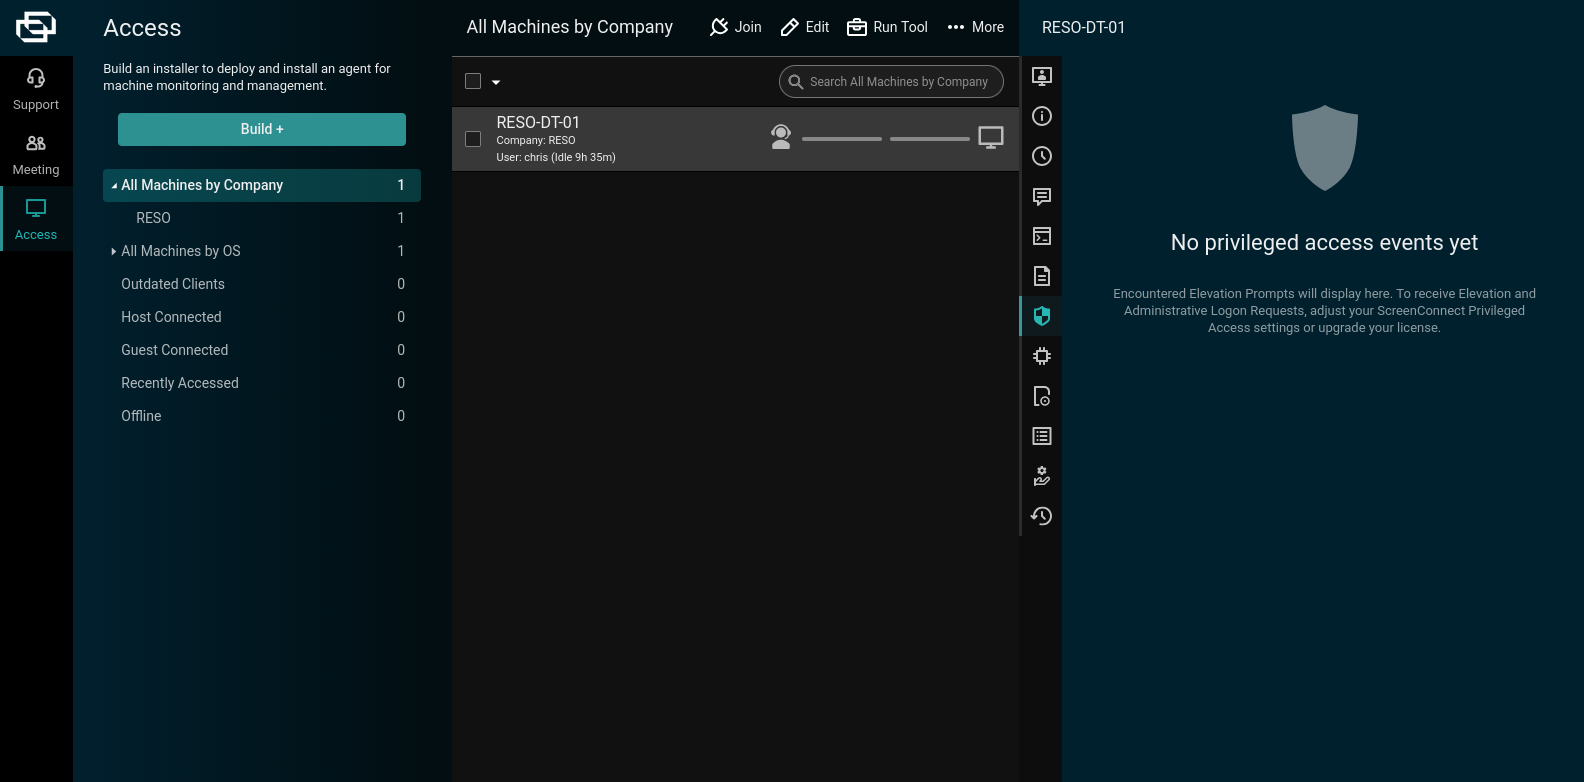 Support
Meeting
Access
Access
Build an installer to deploy and install an agent for
machine monitoring and management.
Build +
All Machines by Company 1
RESO 1
All Machines by OS 1
Outdated Clients 0
Host Connected 0
Guest Connected 0
Recently Accessed 0
Offline 0
All Machines by Company
Join
Edit
Run Tool
More
Search All Machines by Company
RESO-DT-01
Company: RESO
User: chris (Idle 9h 35m)
RESO-DT-01
No privileged access events yet
Encountered Elevation Prompts will display here. To receive Elevation and
Administrative Logon Requests, adjust your ScreenConnect Privileged
Access settings or upgrade your license.